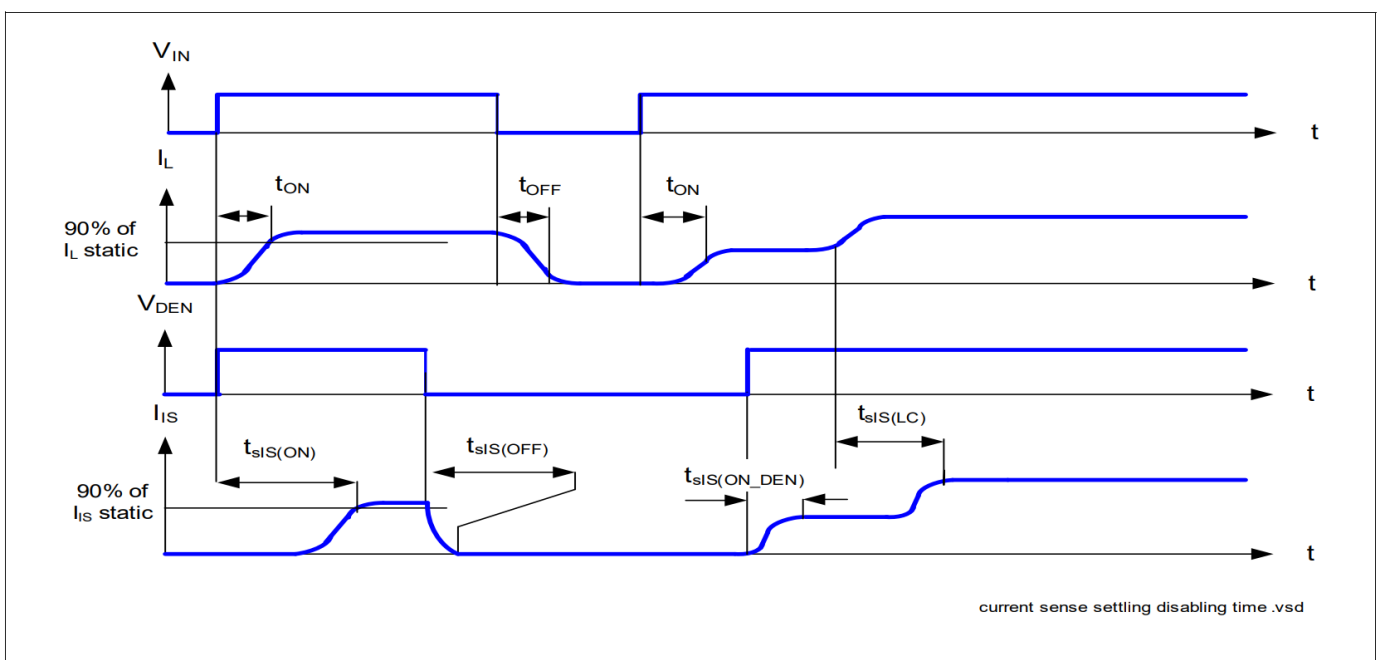 V_IN
t
I_L
t_ON
t_OFF
t_ON
90% of
I_L static
t
V_DEN
t
I_IS
t_sIS(ON)
t_sIS(OFF)
t_sIS(LC)
t_sIS(ON_DEN)
90% of
I_IS static
t
current sense settling disabling time .vsd